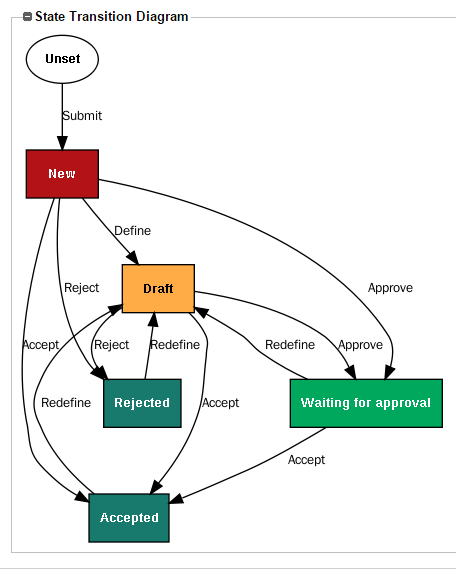 State Transition Diagram
Unset
Submit
New
Define
Reject
Approve
Draft
Accept
Reject
Redefine
Redefine
Approve
Rejected
Redefine
Accept
Waiting for approval
Accept
Accepted